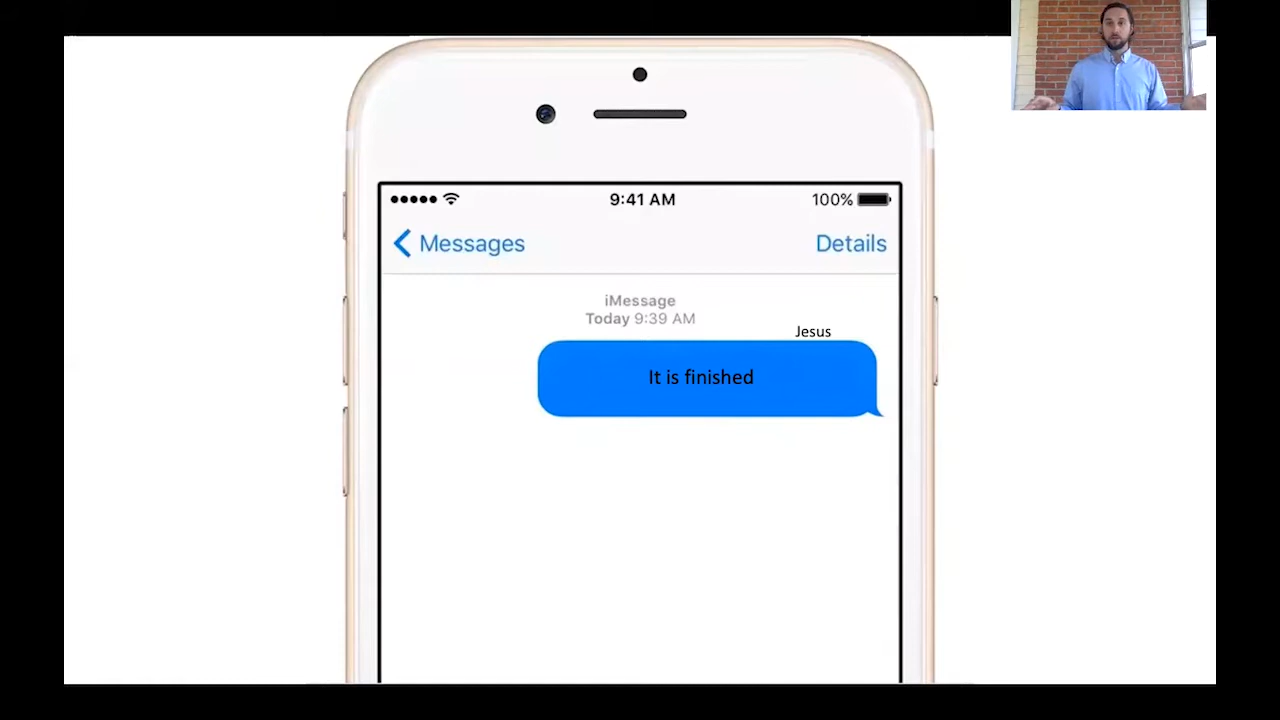 9:41 AM 100%
Messages Details
iMessage
Today 9:39 AM
Jesus
It is finished